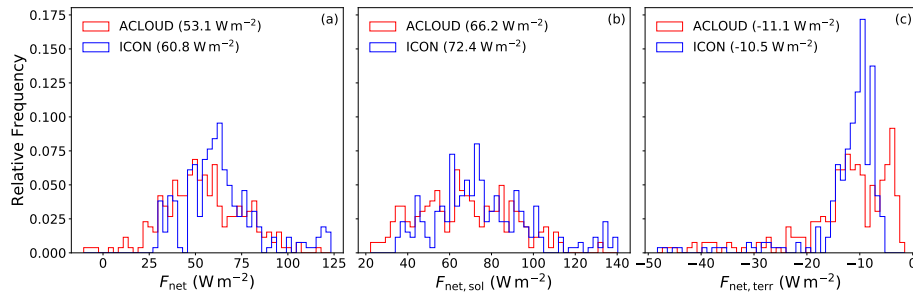 (a)
ACLOUD (53.1 W m−2)
ICON (60.8 W m−2)
(b)
ACLOUD (66.2 W m−2)
ICON (72.4 W m−2)
(c)
ACLOUD (-11.1 W m−2)
ICON (-10.5 W m−2)
Relative Frequency
0.175
0.150
0.125
0.100
0.075
0.050
0.025
0.000
0 25 50 75 100 125
20 40 60 80 100 120 140
−50 −40 −30 −20 −10 0
Fnet (W m−2)
Fnet, sol (W m−2)
Fnet, terr (W m−2)